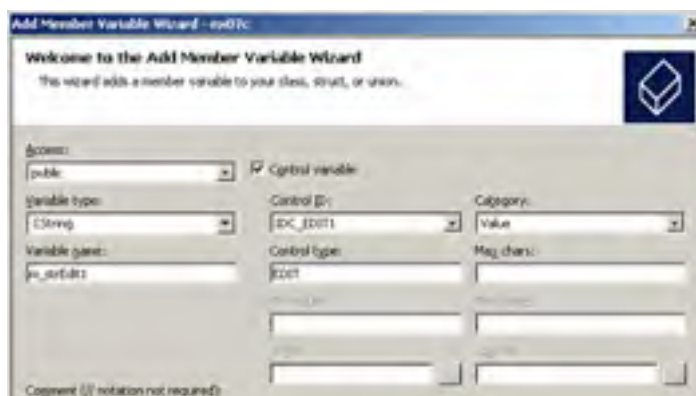 Add Member Variable Wizard - ex07c
Welcome to the Add Member Variable Wizard
This wizard adds a member variable to your class, struct, or union.
Access:
public
Control variable
Variable type:
CString
Control ID:
IDC_EDIT1
Category:
Value
Variable name:
m_strEdit1
Control type:
EDIT
Max chars:
Comment (// notation not required):